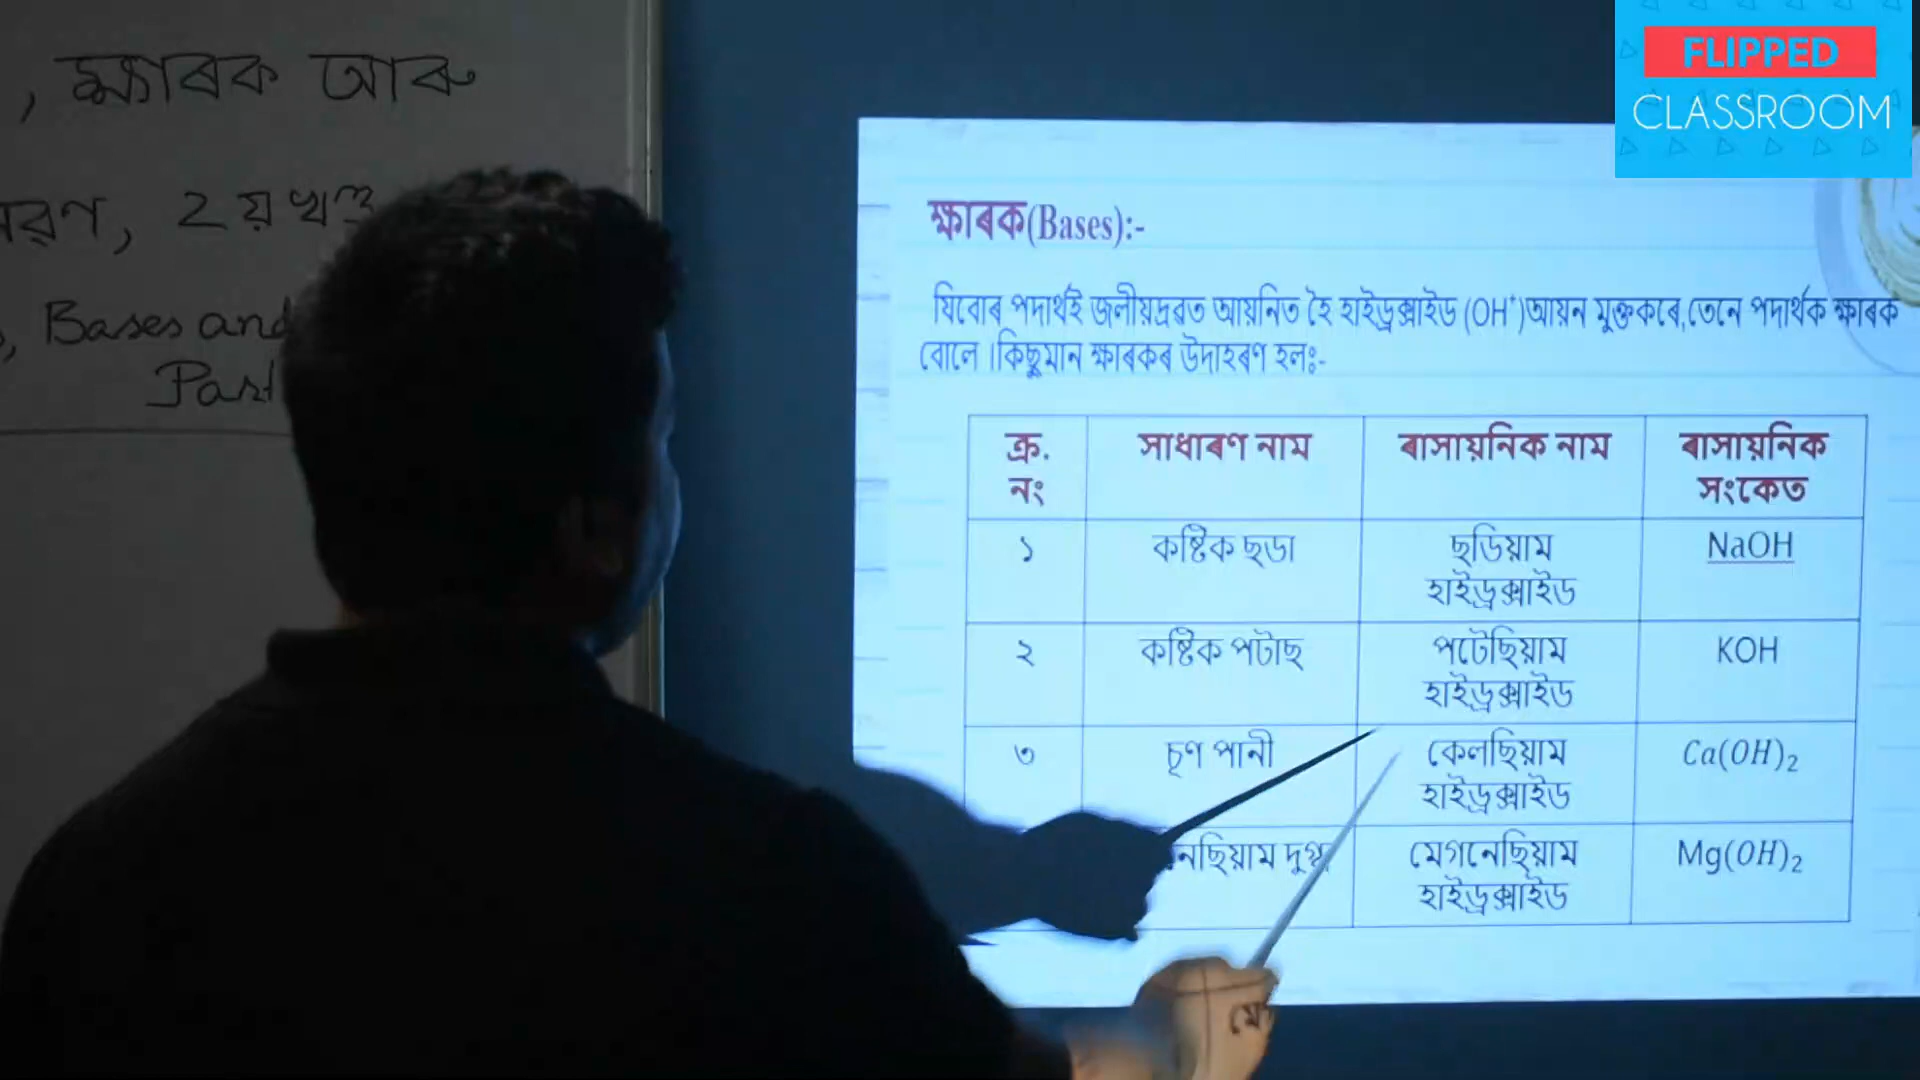 , ক্ষাৰক আৰু
২য় খণ্ড
Bases and
Part
FLIPPED
CLASSROOM
ক্ষাৰক(Bases):-
যিবোৰ পদাৰ্থই জলীয়দ্ৰৱত আয়নিত হৈ হাইড্ৰক্সাইড (OH⁺)আয়ন মুক্তকৰে,তেনে পদাৰ্থক ক্ষাৰক
বোলে ।কিছুমান ক্ষাৰকৰ উদাহৰণ হলঃ-
ক্ৰ. নং সাধাৰণ নাম ৰাসায়নিক নাম ৰাসায়নিক সংকেত
১ কষ্টিক ছডা ছডিয়াম হাইড্ৰক্সাইড NaOH
২ কষ্টিক পটাছ পটেছিয়াম হাইড্ৰক্সাইড KOH
৩ চূণ পানী কেলছিয়াম হাইড্ৰক্সাইড Ca(OH)₂
নেছিয়াম দুগ্ধ মেগনেছিয়াম হাইড্ৰক্সাইড Mg(OH)₂